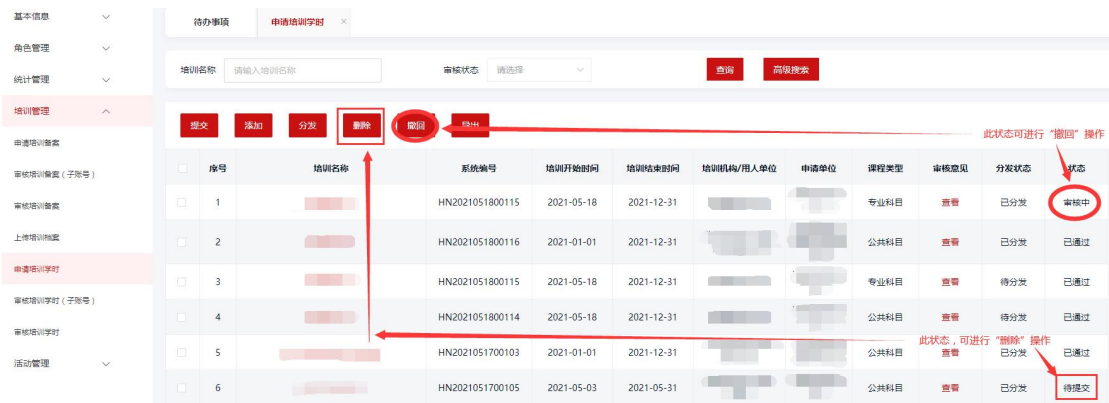 基本信息
待办事项 申请培训学时 ×
角色管理
培训名称 请输入培训名称 审核状态 请选择 查询 高级搜索
统计管理
培训管理
提交 添加 分发 删除 撤回 导出
此状态可进行“撤回”操作
申请培训备案
序号 培训名称 系统编号 培训开始时间 培训结束时间 培训机构/用人单位 申请单位 课程类型 审核意见 分发状态 状态
审核培训备案（子账号）
1 HN2021051800115 2021-05-18 2021-12-31 专业科目 查看 已分发 审核中
审核培训备案
上传培训档案
2 HN2021051800116 2021-01-01 2021-12-31 公共科目 查看 已分发 已通过
申请培训学时
3 HN2021051800115 2021-05-18 2021-12-31 专业科目 查看 待分发 已通过
审核培训学时（子账号）
4 HN2021051800114 2021-05-18 2021-12-31 公共科目 查看 待分发 已通过
审核培训学时
此状态，可进行“删除”操作
5 HN2021051700103 2021-01-01 2021-12-31 公共科目 查看 已分发 已通过
活动管理
6 HN2021051700105 2021-05-03 2021-05-31 公共科目 查看 已分发 待提交